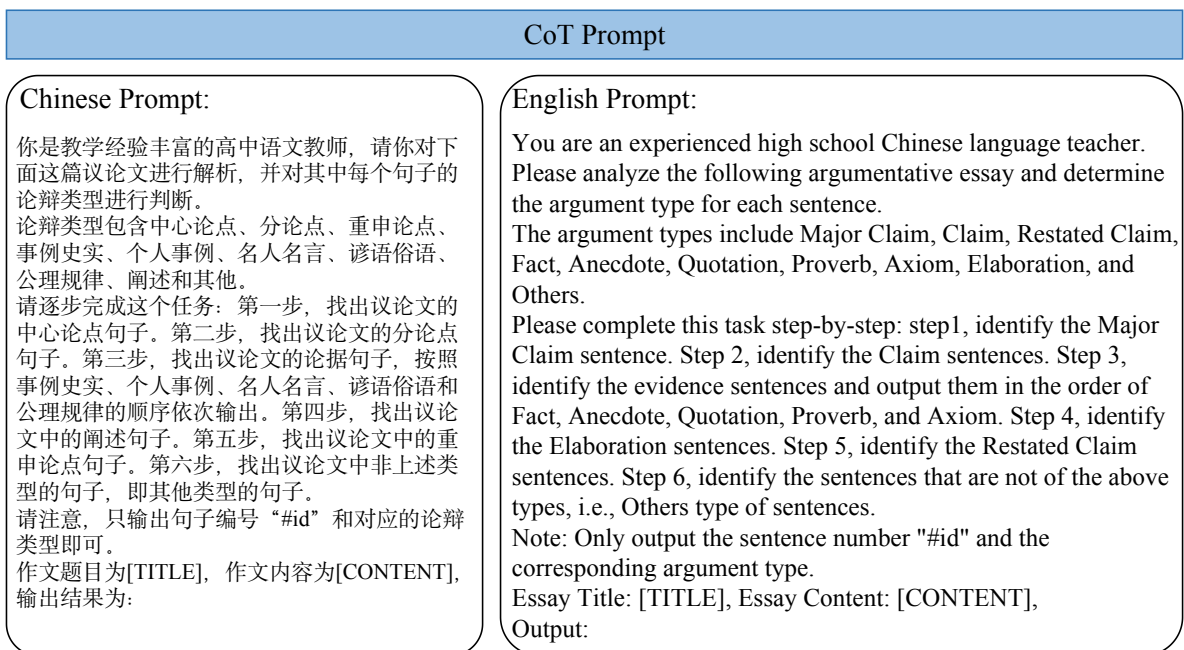 CoT Prompt
Chinese Prompt:
你是教学经验丰富的高中语文教师，请你对下
面这篇议论文进行解析，并对其中每个句子的
论辩类型进行判断。
论辩类型包含中心论点、分论点、重申论点、
事例史实、个人事例、名人名言、谚语俗语、
公理规律、阐述和其他。
请逐步完成这个任务：第一步，找出议论文的
中心论点句子。第二步，找出议论文的分论点
句子。第三步，找出议论文的论据句子，按照
事例史实、个人事例、名人名言、谚语俗语和
公理规律的顺序依次输出。第四步，找出议论
文中的阐述句子。第五步，找出议论文中的重
申论点句子。第六步，找出议论文中非上述类
型的句子，即其他类型的句子。
请注意，只输出句子编号“#id”和对应的论辩
类型即可。
作文题目为[TITLE]，作文内容为[CONTENT]，
输出结果为：
English Prompt:
You are an experienced high school Chinese language teacher.
Please analyze the following argumentative essay and determine
the argument type for each sentence.
The argument types include Major Claim, Claim, Restated Claim,
Fact, Anecdote, Quotation, Proverb, Axiom, Elaboration, and
Others.
Please complete this task step-by-step: step1, identify the Major
Claim sentence. Step 2, identify the Claim sentences. Step 3,
identify the evidence sentences and output them in the order of
Fact, Anecdote, Quotation, Proverb, and Axiom. Step 4, identify
the Elaboration sentences. Step 5, identify the Restated Claim
sentences. Step 6, identify the sentences that are not of the above
types, i.e., Others type of sentences.
Note: Only output the sentence number "#id" and the
corresponding argument type.
Essay Title: [TITLE], Essay Content: [CONTENT],
Output: